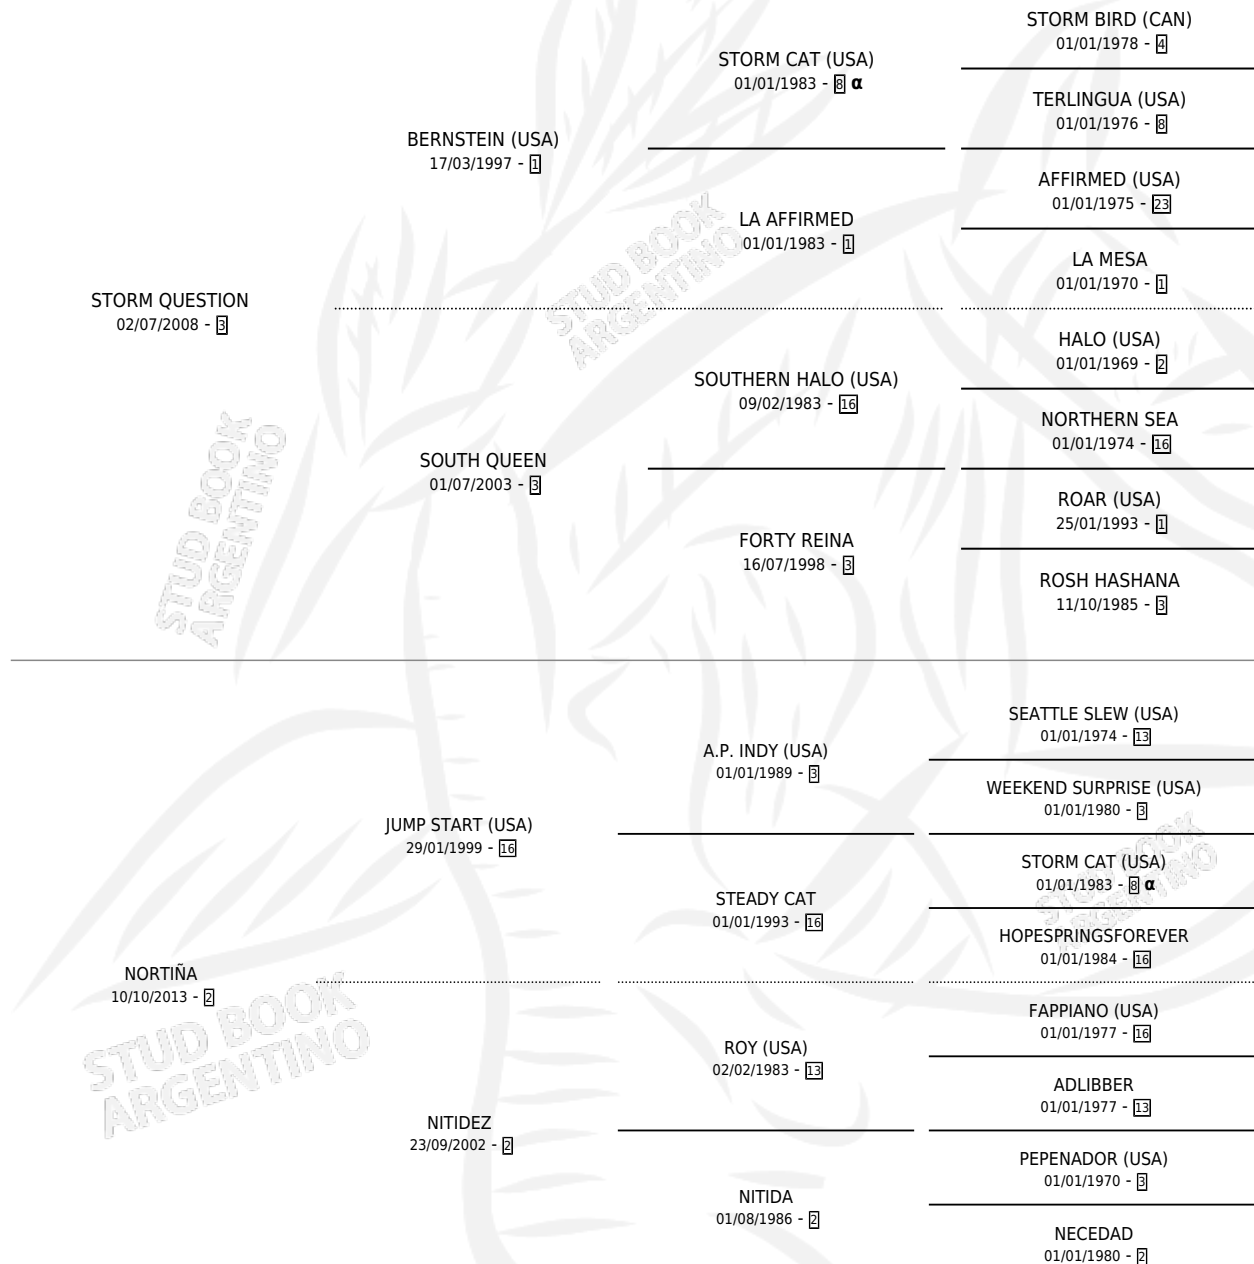 STORM BIRD (CAN)
01/01/1978 - 4
STORM CAT (USA)
01/01/1983 - 8 α
TERLINGUA (USA)
01/01/1976 - 8
BERNSTEIN (USA)
17/03/1997 - 1
AFFIRMED (USA)
01/01/1975 - 23
LA AFFIRMED
01/01/1983 - 1
LA MESA
01/01/1970 - 1
STORM QUESTION
02/07/2008 - 3
HALO (USA)
01/01/1969 - 2
SOUTHERN HALO (USA)
09/02/1983 - 16
NORTHERN SEA
01/01/1974 - 16
SOUTH QUEEN
01/07/2003 - 3
ROAR (USA)
25/01/1993 - 1
FORTY REINA
16/07/1998 - 3
ROSH HASHANA
11/10/1985 - 3
STUD BOOK
ARGENTINO
STUD BOOK
ARGENTINO
SEATTLE SLEW (USA)
01/01/1974 - 13
A.P. INDY (USA)
01/01/1989 - 3
WEEKEND SURPRISE (USA)
01/01/1980 - 3
JUMP START (USA)
29/01/1999 - 16
STORM CAT (USA)
01/01/1983 - 8 α
STEADY CAT
01/01/1993 - 16
HOPESPRINGSFOREVER
01/01/1984 - 16
NORTIÑA
10/10/2013 - 2
FAPPIANO (USA)
01/01/1977 - 16
ROY (USA)
02/02/1983 - 13
ADLIBBER
01/01/1977 - 13
NITIDEZ
23/09/2002 - 2
PEPENADOR (USA)
01/01/1970 - 3
NITIDA
01/08/1986 - 2
NECEDAD
01/01/1980 - 2
STUD BOOK
ARGENTINO
STUD BOOK
ARGENTINO